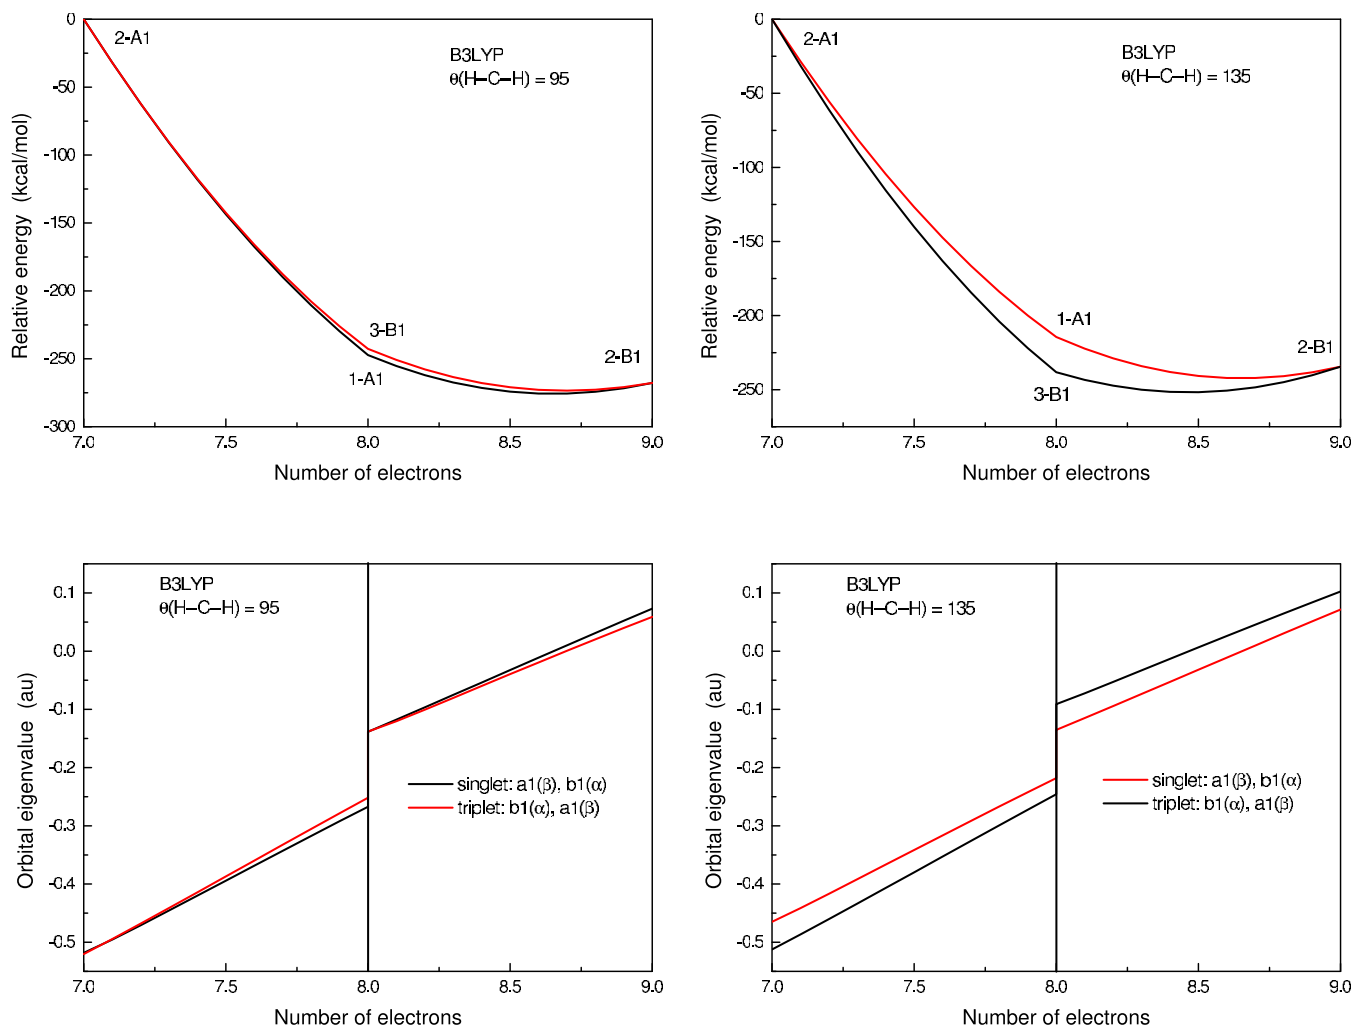 0
-50
-100
-150
-200
-250
-300
7.0
7.5
8.0
8.5
9.0
Relative energy (kcal/mol)
Number of electrons
2-A1
B3LYP
θ(H–C–H) = 95
3-B1
1-A1
2-B1
0
-50
-100
-150
-200
-250
7.0
7.5
8.0
8.5
9.0
Relative energy (kcal/mol)
Number of electrons
2-A1
B3LYP
θ(H–C–H) = 135
1-A1
3-B1
2-B1
0.1
0.0
-0.1
-0.2
-0.3
-0.4
-0.5
7.0
7.5
8.0
8.5
9.0
Orbital eigenvalue (au)
Number of electrons
B3LYP
θ(H–C–H) = 95
singlet: a1(β), b1(α)
triplet: b1(α), a1(β)
0.1
0.0
-0.1
-0.2
-0.3
-0.4
-0.5
7.0
7.5
8.0
8.5
9.0
Orbital eigenvalue (au)
Number of electrons
B3LYP
θ(H–C–H) = 135
singlet: a1(β), b1(α)
triplet: b1(α), a1(β)